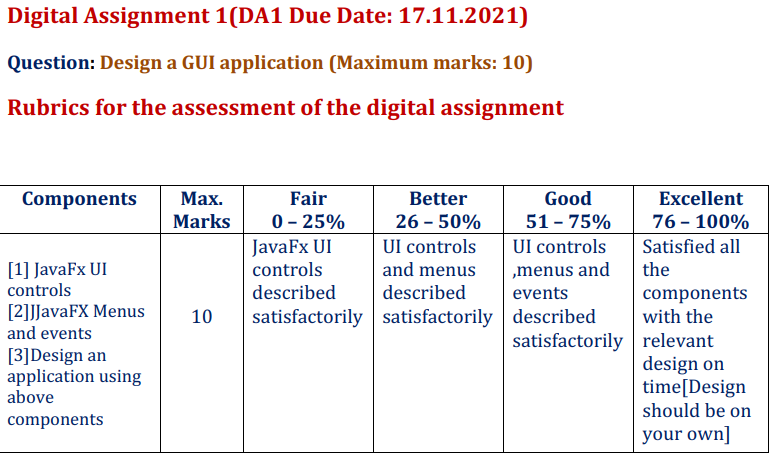 Digital Assignment 1(DA1 Due Date: 17.11.2021)
Question: Design a GUI application (Maximum marks: 10)
Rubrics for the assessment of the digital assignment
Components
Max.
Marks
Fair
0 – 25%
Better
26 – 50%
Good
51 – 75%
Excellent
76 – 100%
[1] JavaFx UI
controls
[2]JJavaFX Menus
and events
[3]Design an
application using
above
components
10
JavaFx UI
controls
described
satisfactorily
UI controls
and menus
described
satisfactorily
UI controls
,menus and
events
described
satisfactorily
Satisfied all
the
components
with the
relevant
design on
time[Design
should be on
your own]